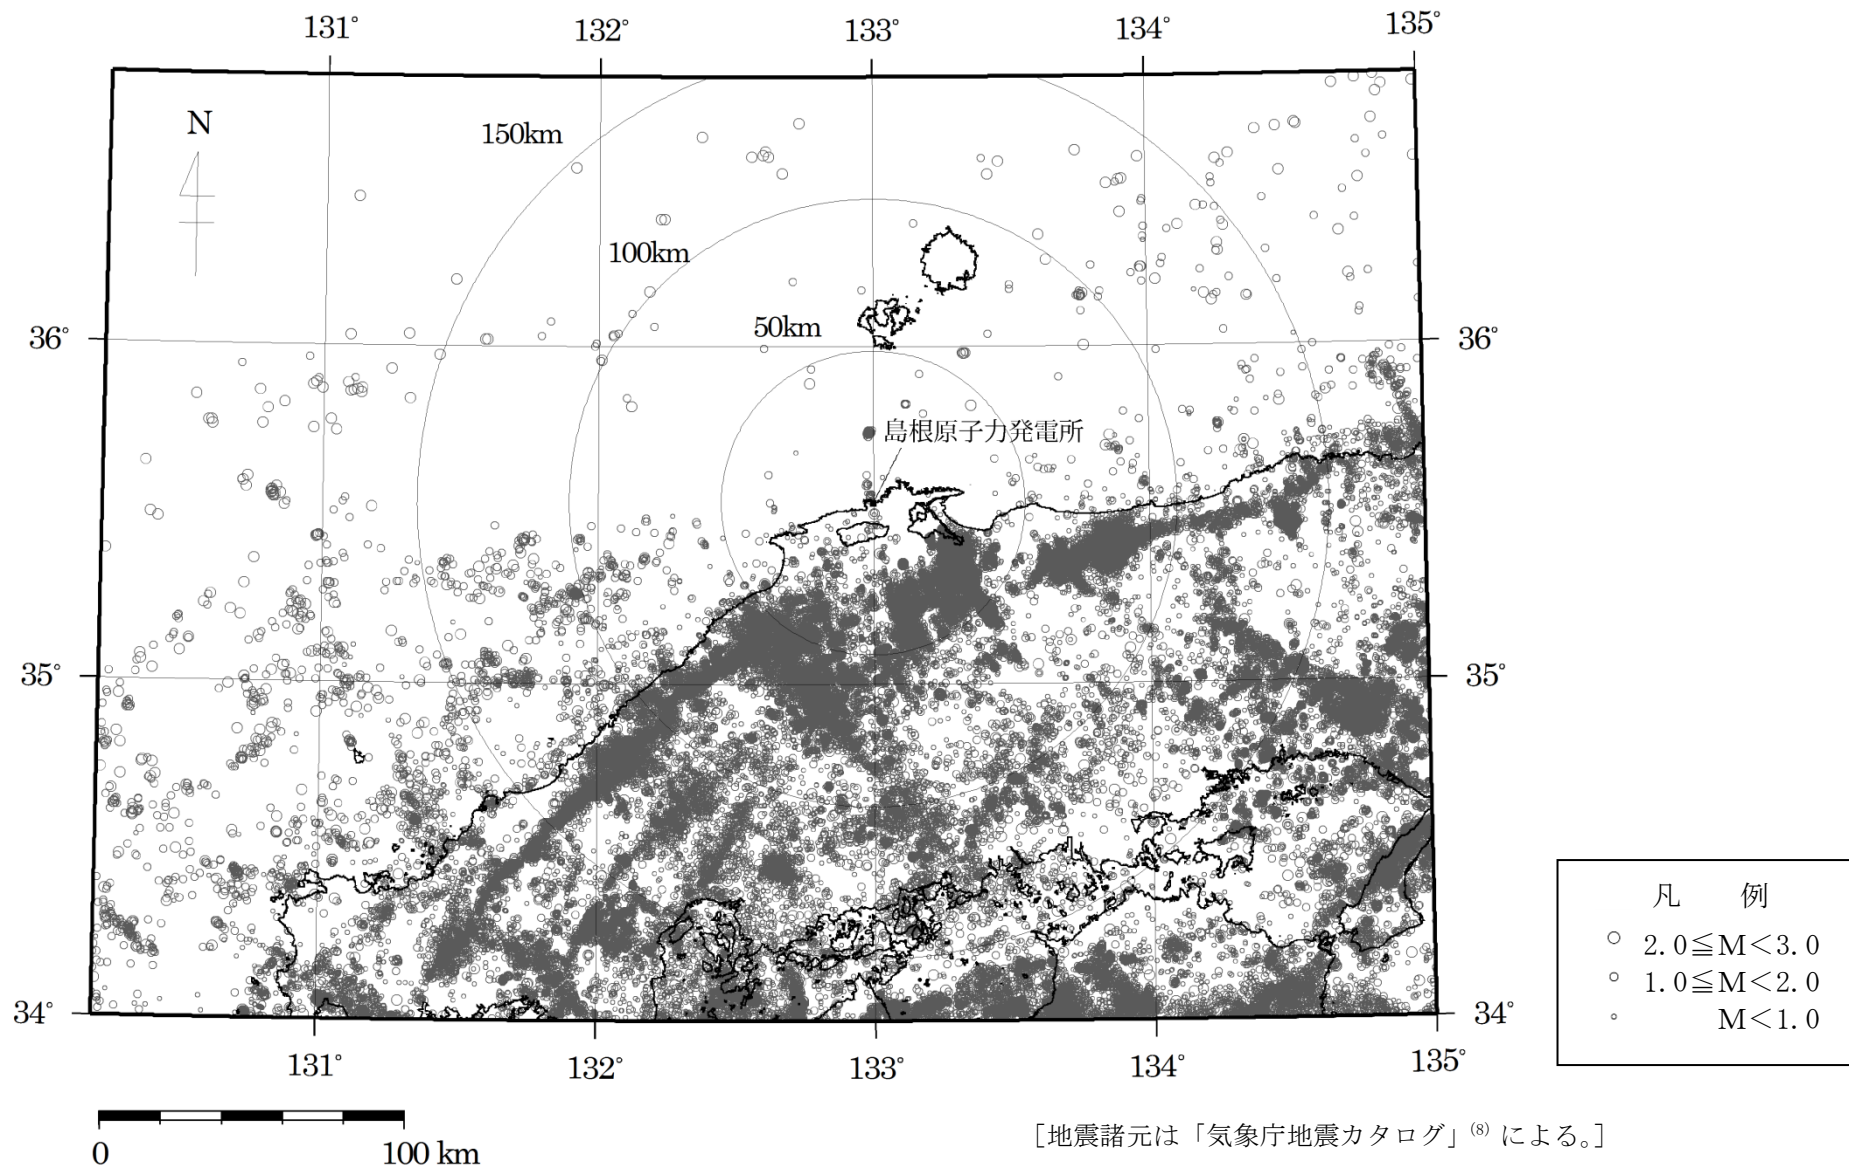 131° 132° 133° 134° 135°
N
150km
100km
50km
36° 36°
島根原子力発電所
35° 35°
34° 34°
131° 132° 133° 134° 135°
凡 例
2.0≦M<3.0
1.0≦M<2.0
M<1.0
0 100 km
[地震諸元は「気象庁地震カタログ」(8) による。]